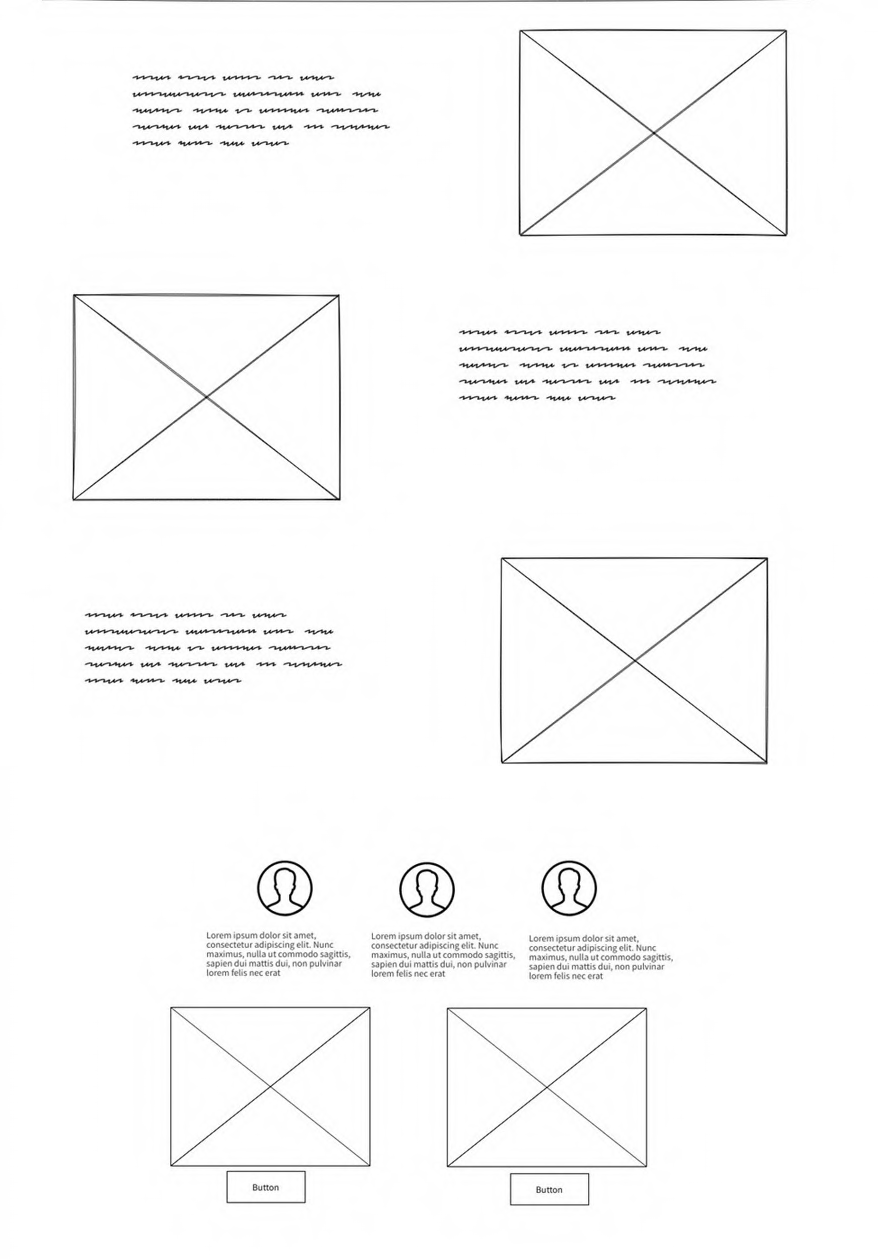 Lorem ipsum dolor sit amet,
consectetur adipiscing elit. Nunc
maximus, nulla ut commodo sagittis,
sapien dui mattis dui, non pulvinar
lorem felis nec erat
Lorem ipsum dolor sit amet,
consectetur adipiscing elit. Nunc
maximus, nulla ut commodo sagittis,
sapien dui mattis dui, non pulvinar
lorem felis nec erat
Lorem ipsum dolor sit amet,
consectetur adipiscing elit. Nunc
maximus, nulla ut commodo sagittis,
sapien dui mattis dui, non pulvinar
lorem felis nec erat
Button
Button